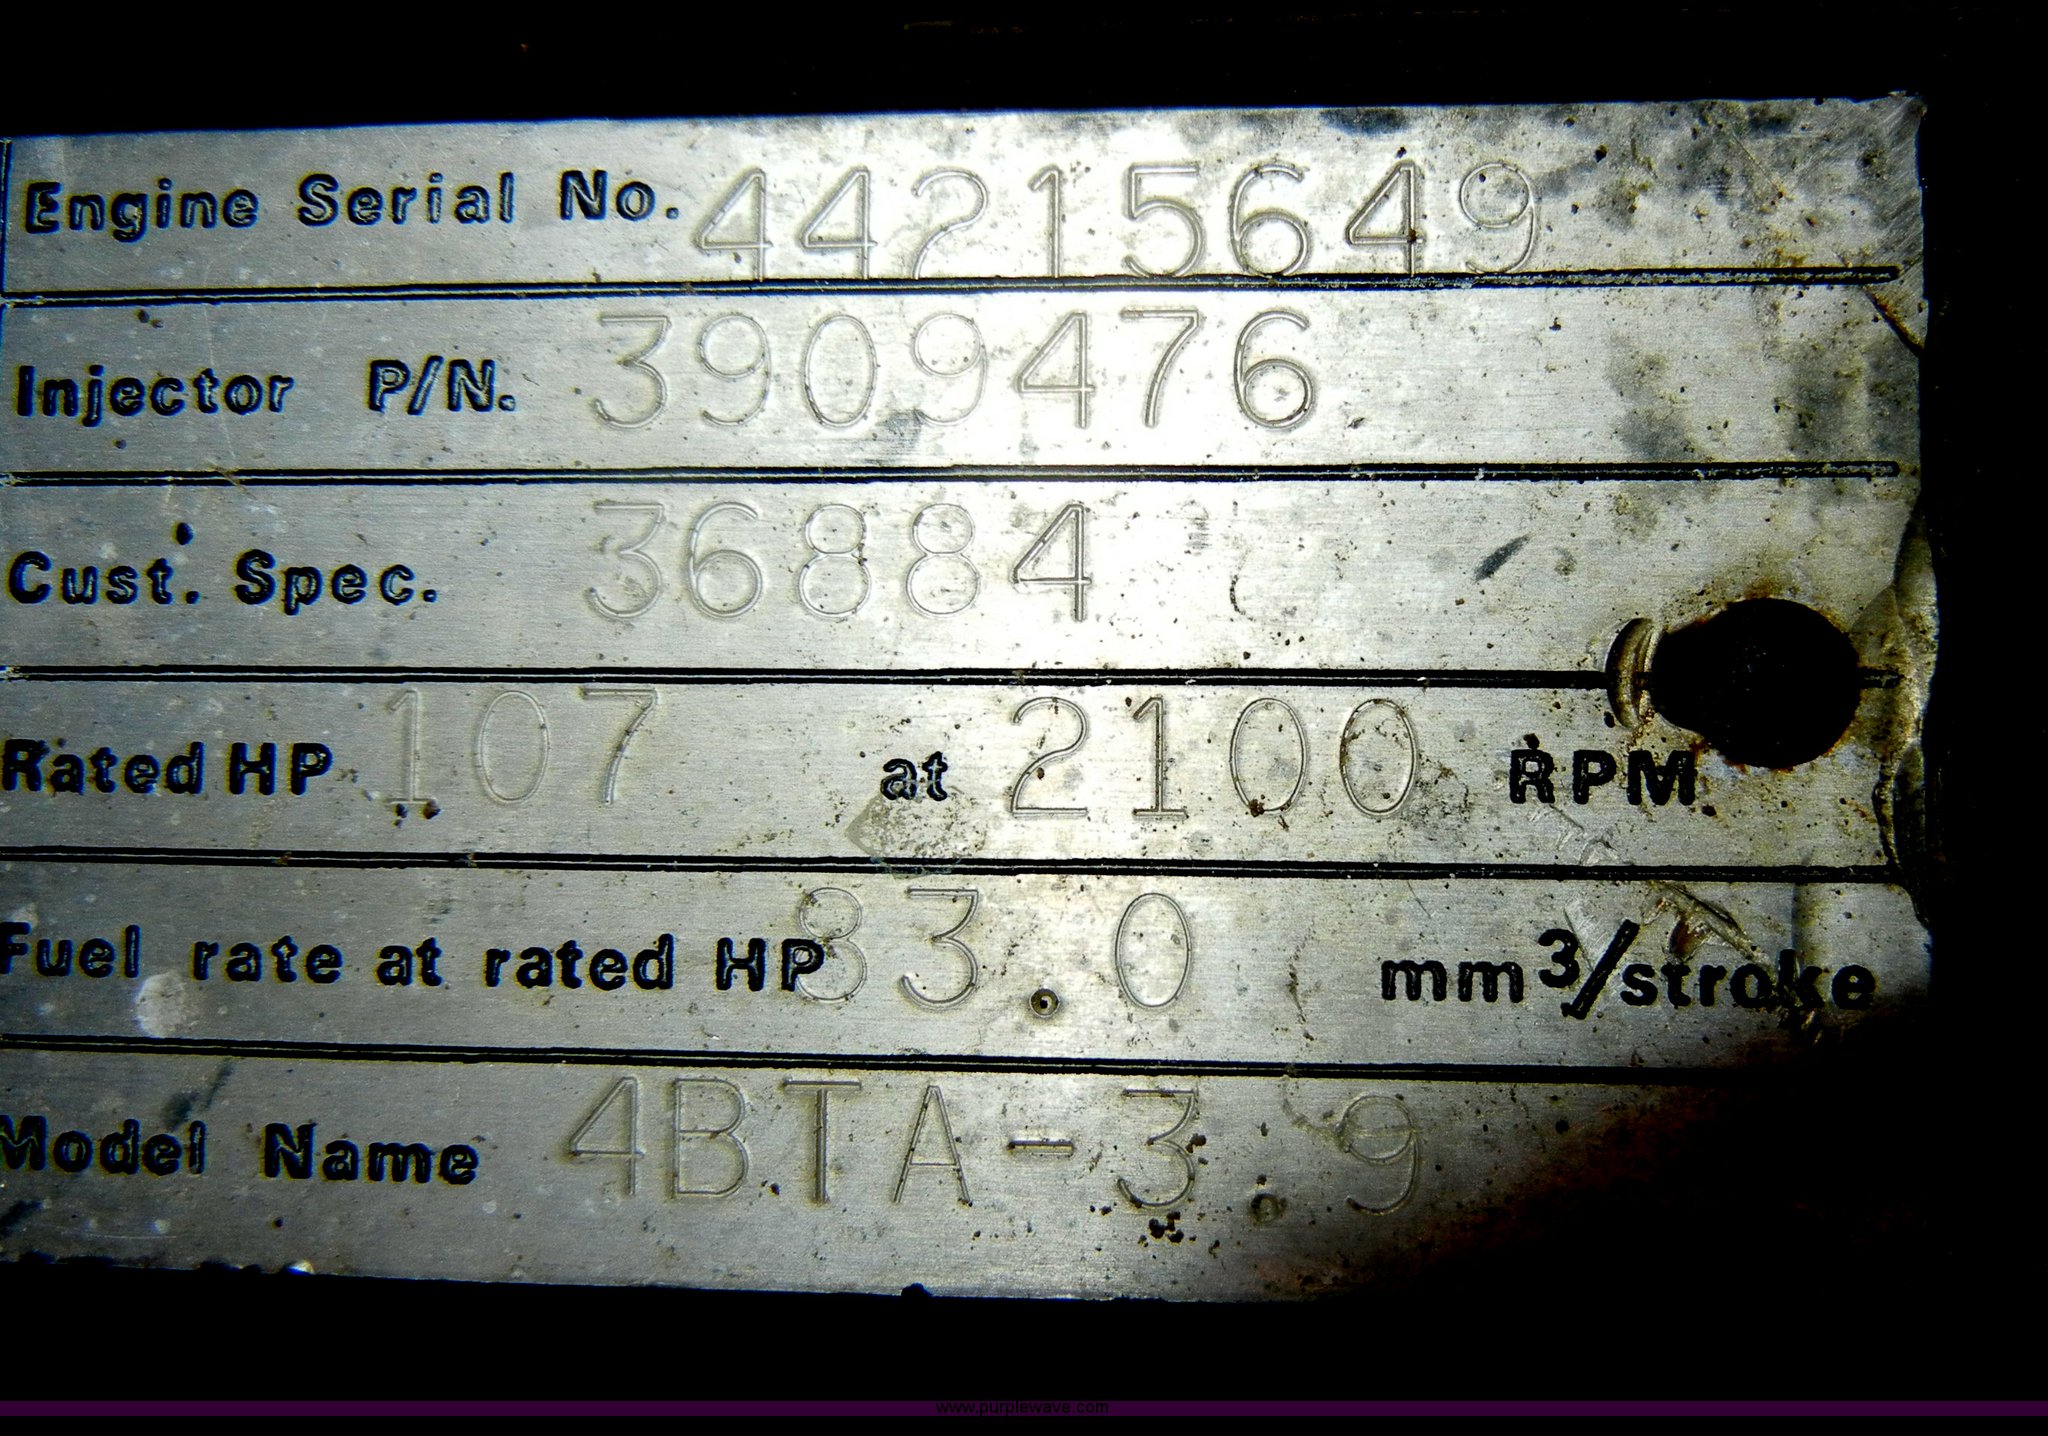 Engine Serial No. 44215649
Injector P/N. 3909476
Cust. Spec. 36884
Rated HP 107 at 2100 RPM
Fuel rate at rated HP 83.0 mm³/stroke
Model Name 4BTA-3.9
www.purplewave.com